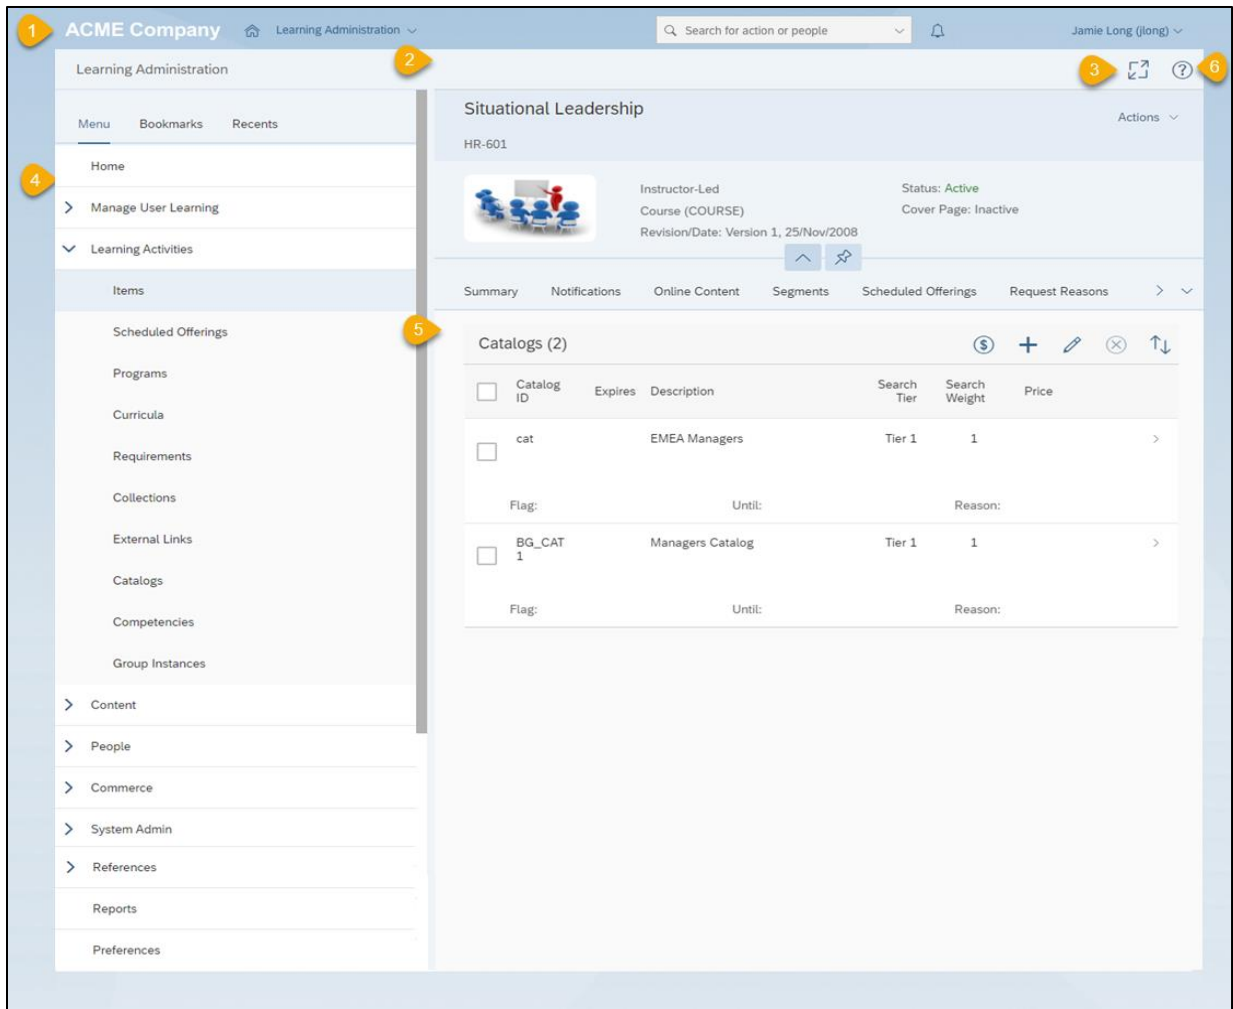 1 ACME Company Learning Administration Search for action or people Jamie Long (jlong)
Learning Administration 2 3 6
Menu Bookmarks Recents
4
Home
Manage User Learning
Learning Activities
Items
Scheduled Offerings
Programs
Curricula
Requirements
Collections
External Links
Catalogs
Competencies
Group Instances
Content
People
Commerce
System Admin
References
Reports
Preferences
Situational Leadership
Actions
HR-601
Instructor-Led Status: Active
Course (COURSE) Cover Page: Inactive
Revision/Date: Version 1, 25/Nov/2008
Summary Notifications Online Content Segments Scheduled Offerings Request Reasons
5
Catalogs (2) $
Catalog ID Expires Description Search Tier Search Weight Price
cat EMEA Managers Tier 1 1
Flag: Until: Reason:
BG_CAT Managers Catalog Tier 1 1
1
Flag: Until: Reason: